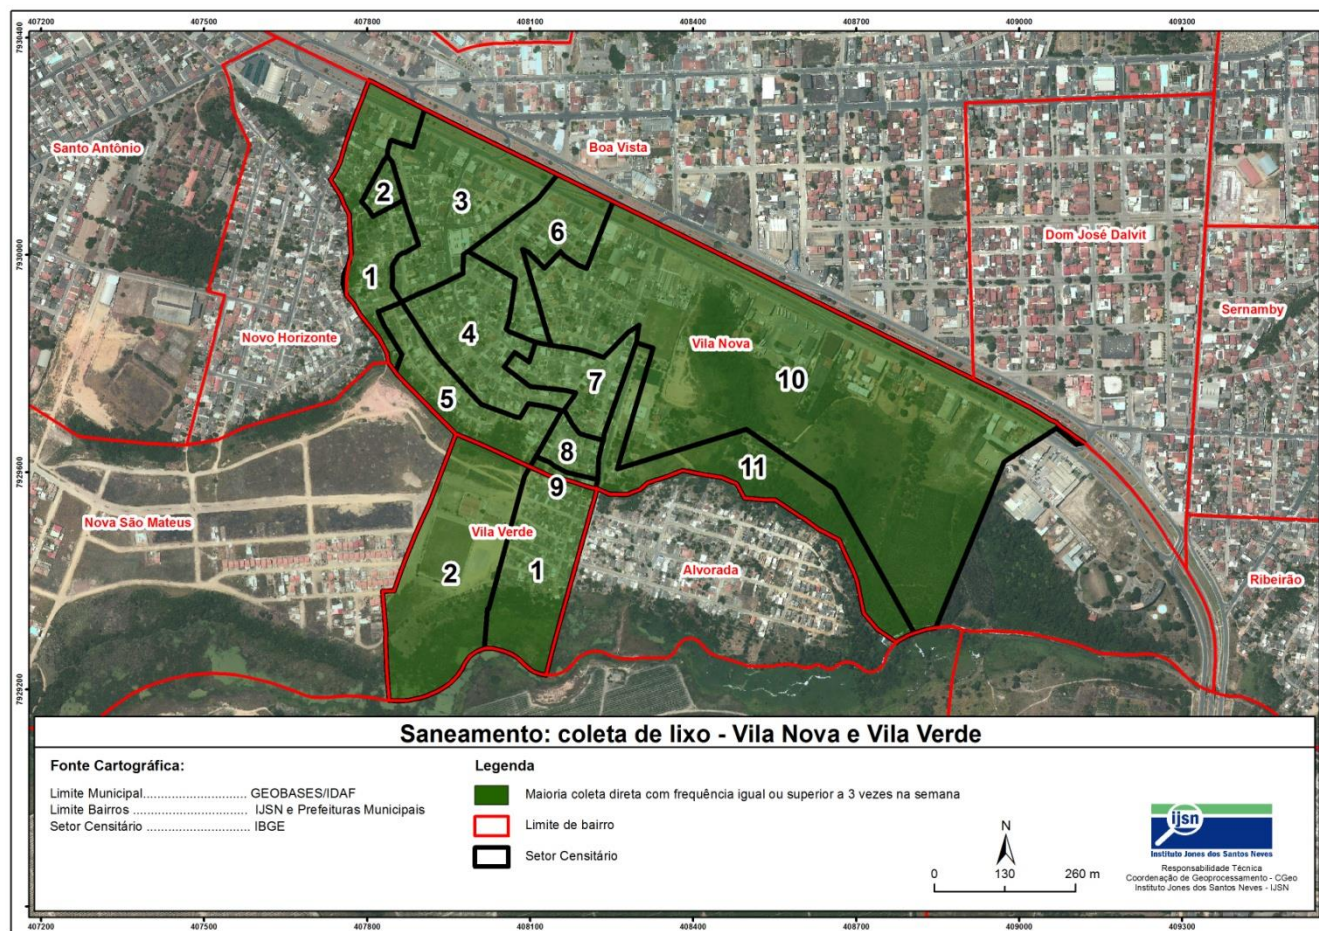 407200 407500 407800 408100 408400 408700 409000 409300
7930400
7930000
7929600
7929200
Santo Antônio
Boa Vista
Dom José Dalvit
Sernamby
Novo Horizonte
Vila Nova
Nova São Mateus
Vila Verde
Alvorada
Ribeirão
2
3
6
1
4
10
7
5
8
11
9
2
1
Saneamento: coleta de lixo - Vila Nova e Vila Verde
Fonte Cartográfica:
Limite Municipal............................ GEOBASES/IDAF
Limite Bairros ................................. IJSN e Prefeituras Municipais
Setor Censitário ............................ IBGE
Legenda
Maioria coleta direta com frequência igual ou superior a 3 vezes na semana
Limite de bairro
Setor Censitário
N
0 130 260 m
ijsn
Instituto Jones dos Santos Neves
Responsabilidade Técnica
Coordenação de Geoprocessamento - CGeo
Instituto Jones dos Santos Neves - IJSN
407200 407500 407800 408100 408400 408700 409000 409300